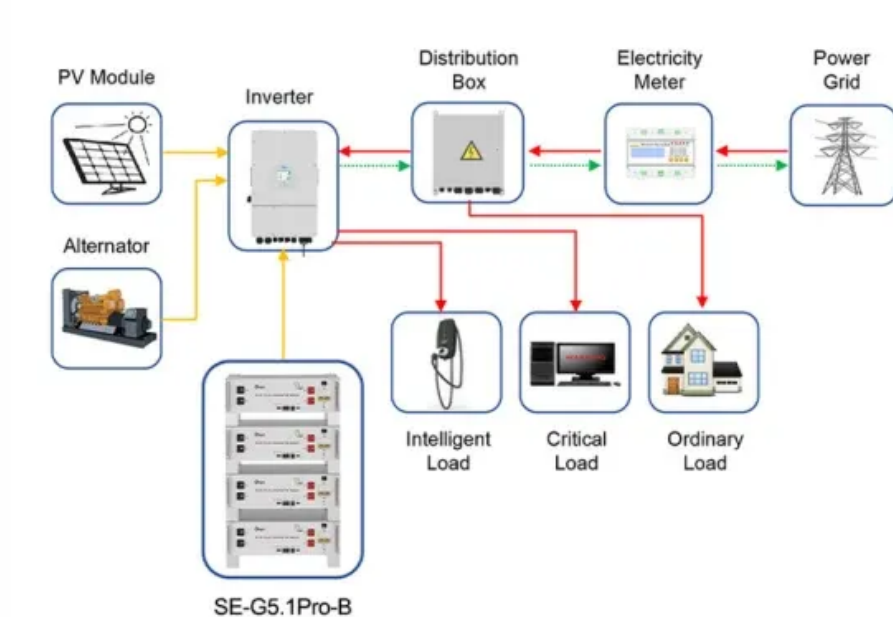 PV Module
Inverter
Distribution
Box
Electricity
Meter
Power
Grid
Alternator
Intelligent
Load
Critical
Load
Ordinary
Load
SE-G5.1Pro-B